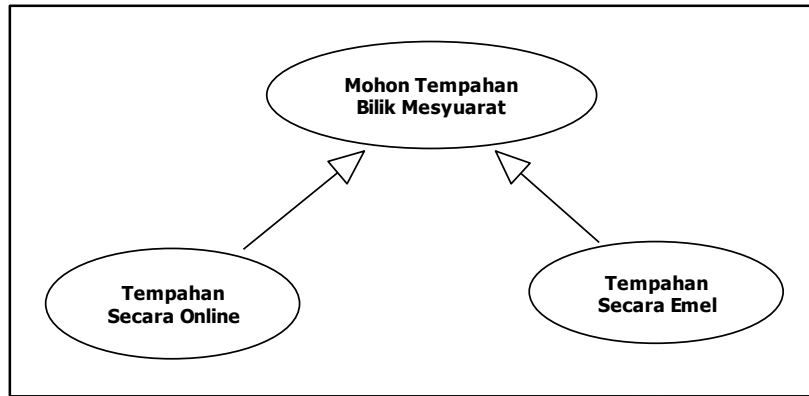 Mohon Tempahan
Bilik Mesyuarat
Tempahan
Secara Online
Tempahan
Secara Emel